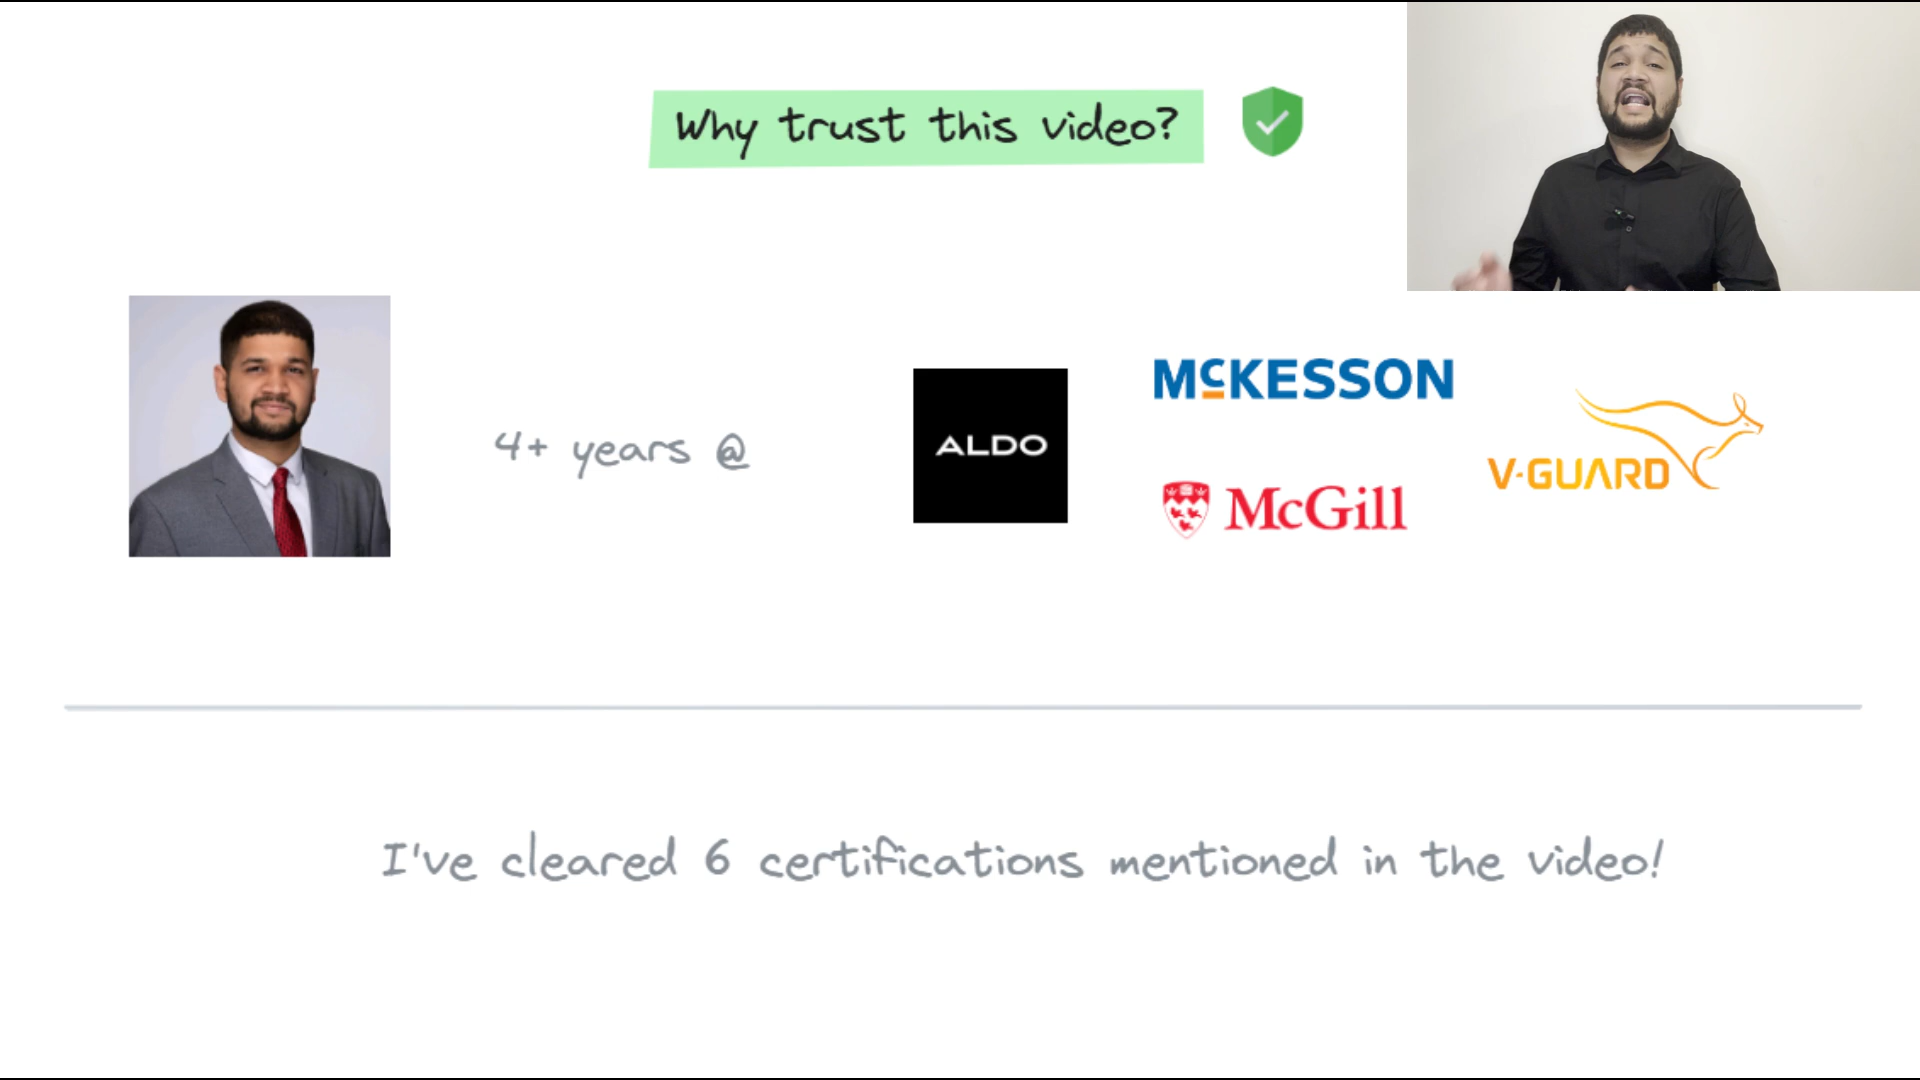 Why trust this video?
4+ years @
ALDO
McKESSON
McGill
V-GUARD
I've cleared 6 certifications mentioned in the video!